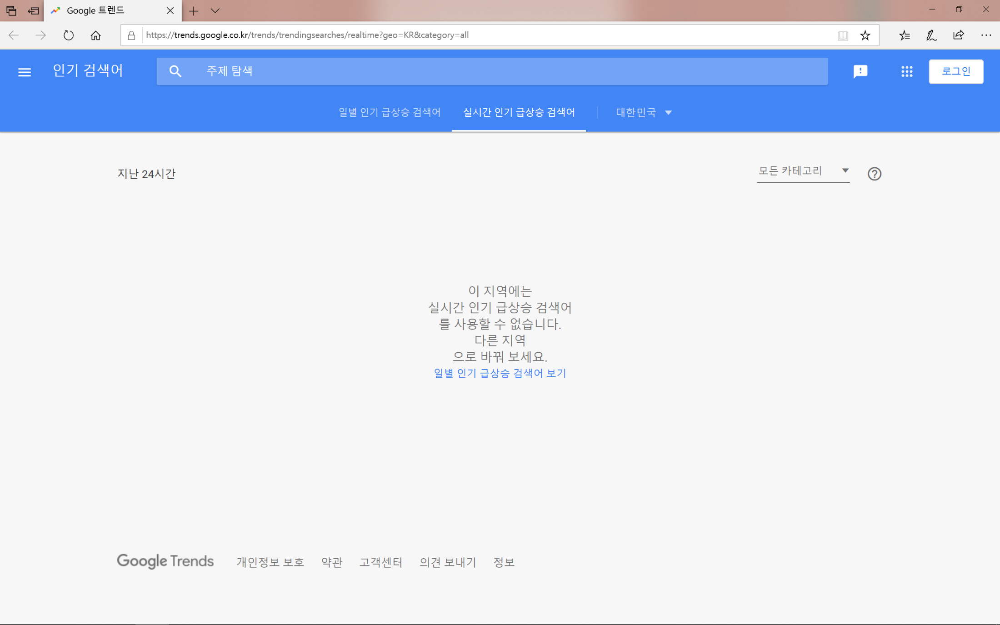 Google 트렌드
https://trends.google.co.kr/trends/trendingsearches/realtime?geo=KR&category=all
인기 검색어
주제 탐색
로그인
일별 인기 급상승 검색어
실시간 인기 급상승 검색어
대한민국
지난 24시간
모든 카테고리
이 지역에는
실시간 인기 급상승 검색어
를 사용할 수 없습니다.
다른 지역
으로 바꿔 보세요.
일별 인기 급상승 검색어 보기
Google Trends
개인정보 보호
약관
고객센터
의견 보내기
정보